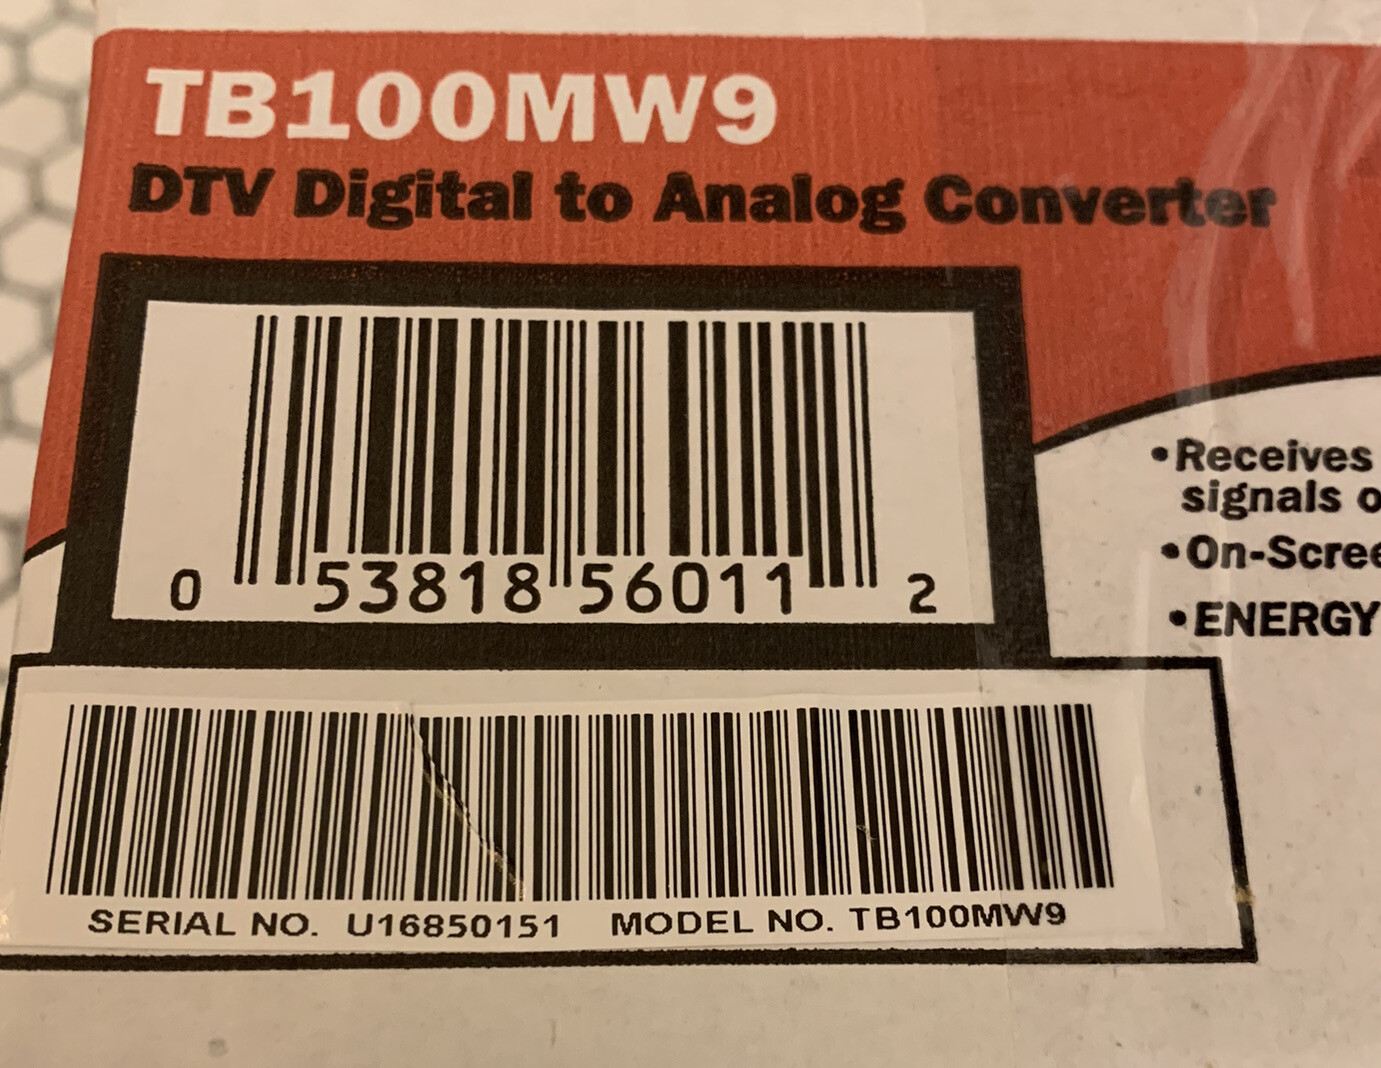 TB100MW9
DTV Digital to Analog Converter
0 53818 56011 2
•Receives
signals
•On-Scree
•ENERGY
SERIAL NO. U16850151 MODEL NO. TB100MW9